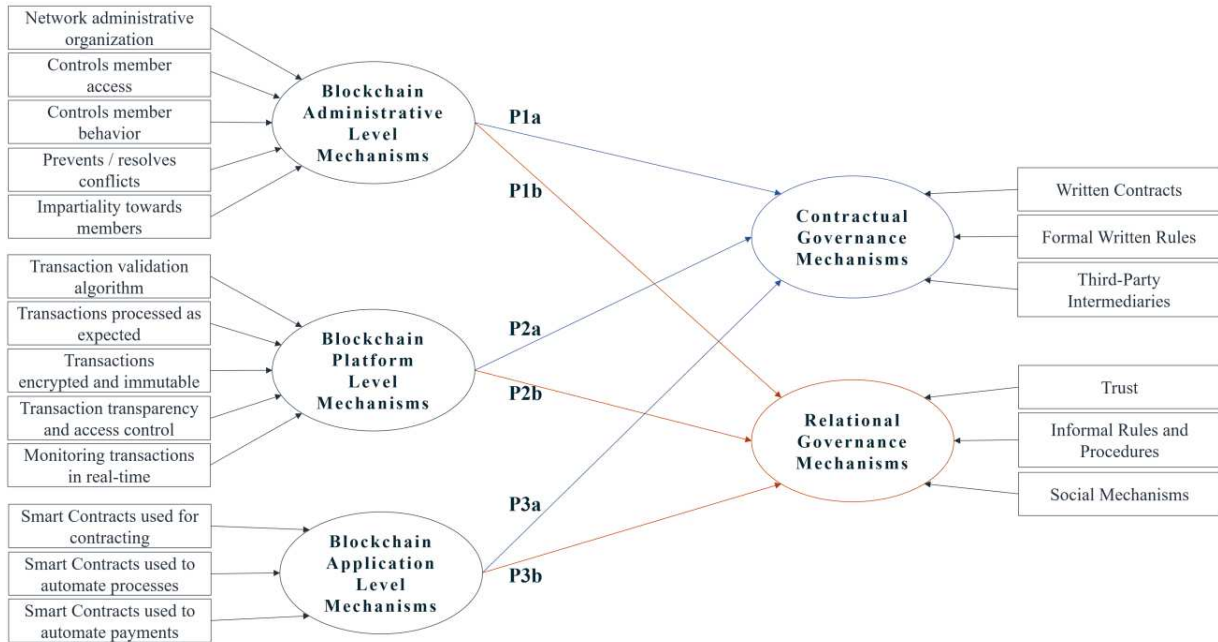 Network administrative
organization
Controls member
access
Controls member
behavior
Prevents / resolves
conflicts
Impartiality towards
members
Blockchain
Administrative
Level
Mechanisms
Transaction validation
algorithm
Transactions processed as
expected
Transactions
encrypted and immutable
Transaction transparency
and access control
Monitoring transactions
in real-time
Blockchain
Platform
Level
Mechanisms
Smart Contracts used for
contracting
Smart Contracts used to
automate processes
Smart Contracts used to
automate payments
Blockchain
Application
Level
Mechanisms
P1a
P1b
P2a
P2b
P3a
P3b
Contractual
Governance
Mechanisms
Written Contracts
Formal Written Rules
Third-Party
Intermediaries
Relational
Governance
Mechanisms
Trust
Informal Rules and
Procedures
Social Mechanisms